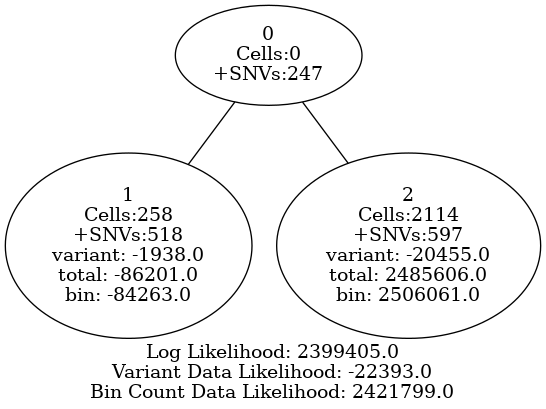 0
Cells:0
+SNVs:247
1
Cells:258
+SNVs:518
variant: -1938.0
total: -86201.0
bin: -84263.0
2
Cells:2114
+SNVs:597
variant: -20455.0
total: 2485606.0
bin: 2506061.0
Log Likelihood: 2399405.0
Variant Data Likelihood: -22393.0
Bin Count Data Likelihood: 2421799.0